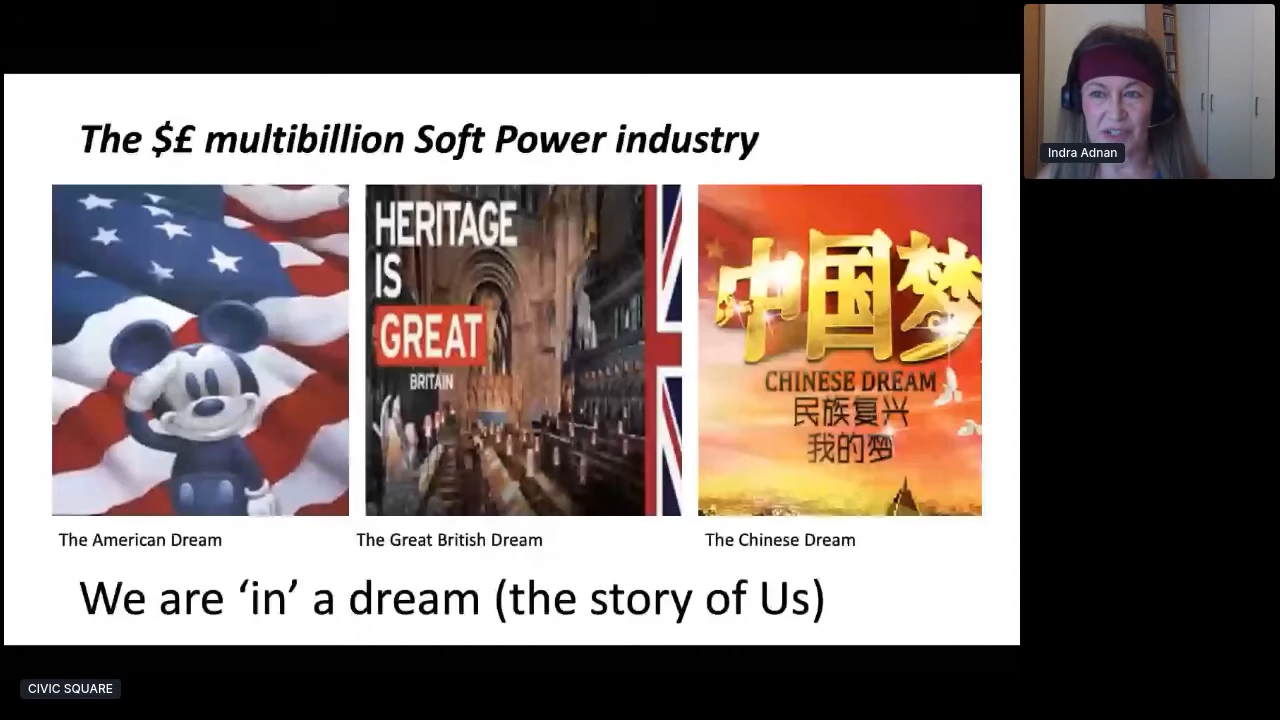 The $£ multibillion Soft Power industry
HERITAGE
IS
GREAT
BRITAIN
中国梦
CHINESE DREAM
民族复兴
我的梦
The American Dream
The Great British Dream
The Chinese Dream
We are ‘in’ a dream (the story of Us)
Indra Adnan
CIVIC SQUARE